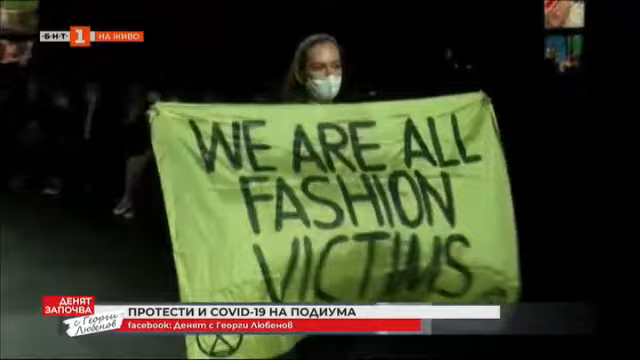 БНТ 1 НА ЖИВО
WE ARE ALL
FASHION
VICTIMS
ДЕНЯТ
ЗАПОЧВА
с Георги
Любенов
ПРОТЕСТИ И COVID-19 НА ПОДИУМА
facebook: Денят с Георги Любенов